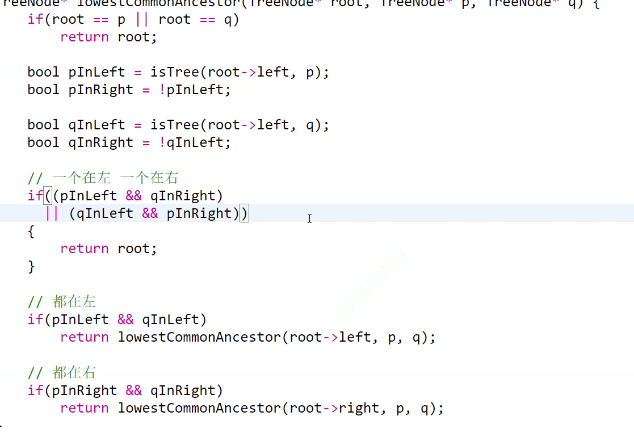 TreeNode* lowestCommonAncestor(TreeNode* root, TreeNode* p, TreeNode* q) {
if(root == p || root == q)
return root;
bool pInLeft = isTree(root->left, p);
bool pInRight = !pInLeft;
bool qInLeft = isTree(root->left, q);
bool qInRight = !qInLeft;
// 一个在左 一个在右
if((pInLeft && qInRight)
|| (qInLeft && pInRight))
{
return root;
}
// 都在左
if(pInLeft && qInLeft)
return lowestCommonAncestor(root->left, p, q);
// 都在右
if(pInRight && qInRight)
return lowestCommonAncestor(root->right, p, q);